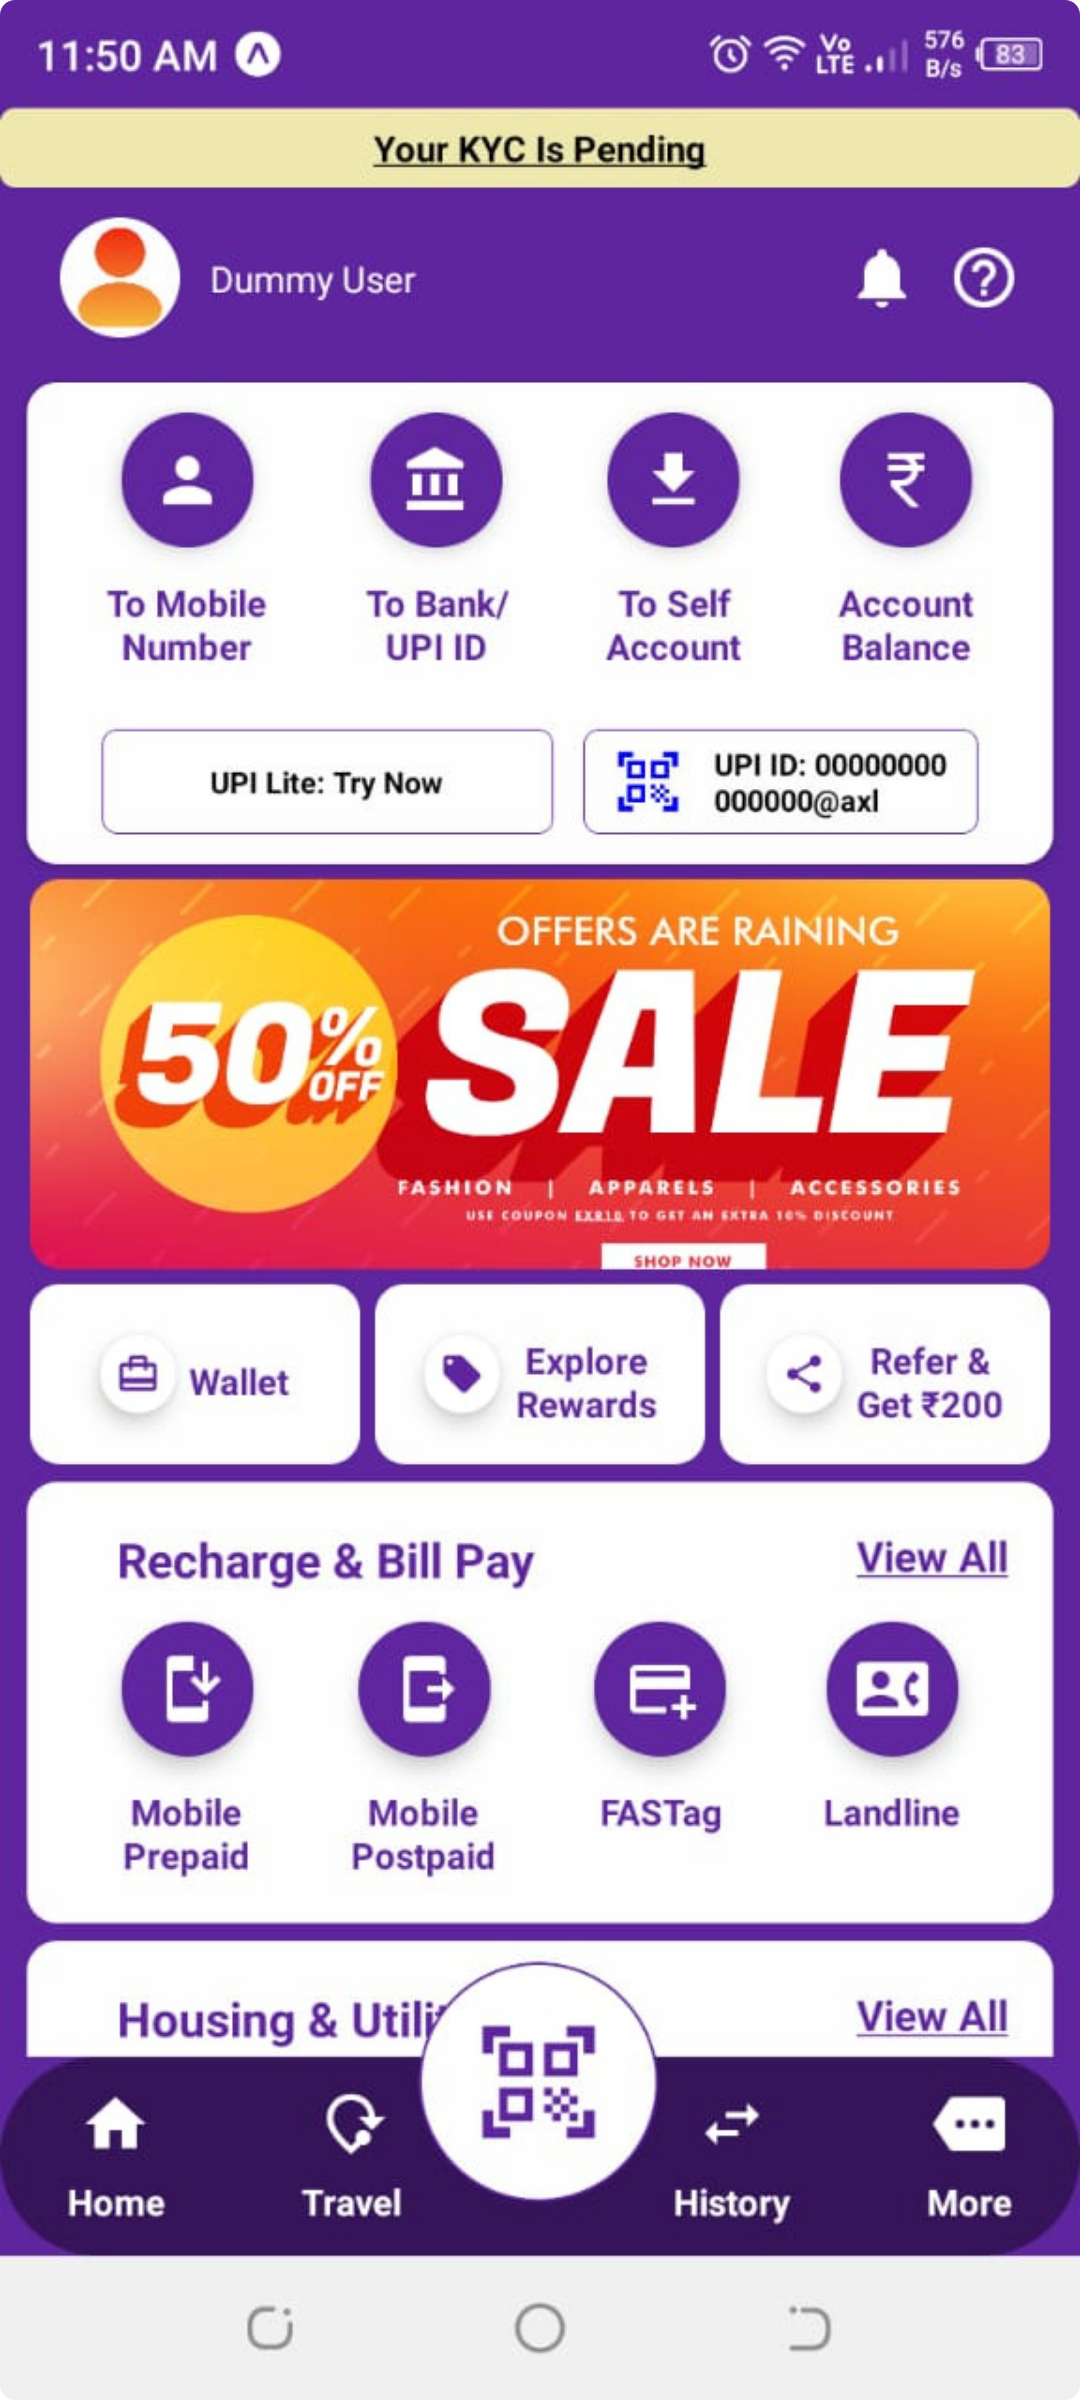 11:50 AM
Vo
LTE
576
B/s
83
Your KYC Is Pending
Dummy User
To Mobile
Number
To Bank/
UPI ID
To Self
Account
Account
Balance
UPI Lite: Try Now
UPI ID: 00000000
000000@axl
OFFERS ARE RAINING
50%
OFF
SALE
FASHION | APPARELS | ACCESSORIES
USE COUPON EXR10 TO GET AN EXTRA 10% DISCOUNT
SHOP NOW
Wallet
Explore
Rewards
Refer &
Get ₹200
Recharge & Bill Pay
View All
Mobile
Prepaid
Mobile
Postpaid
FASTag
Landline
Housing &
View All
Home
Travel
History
More